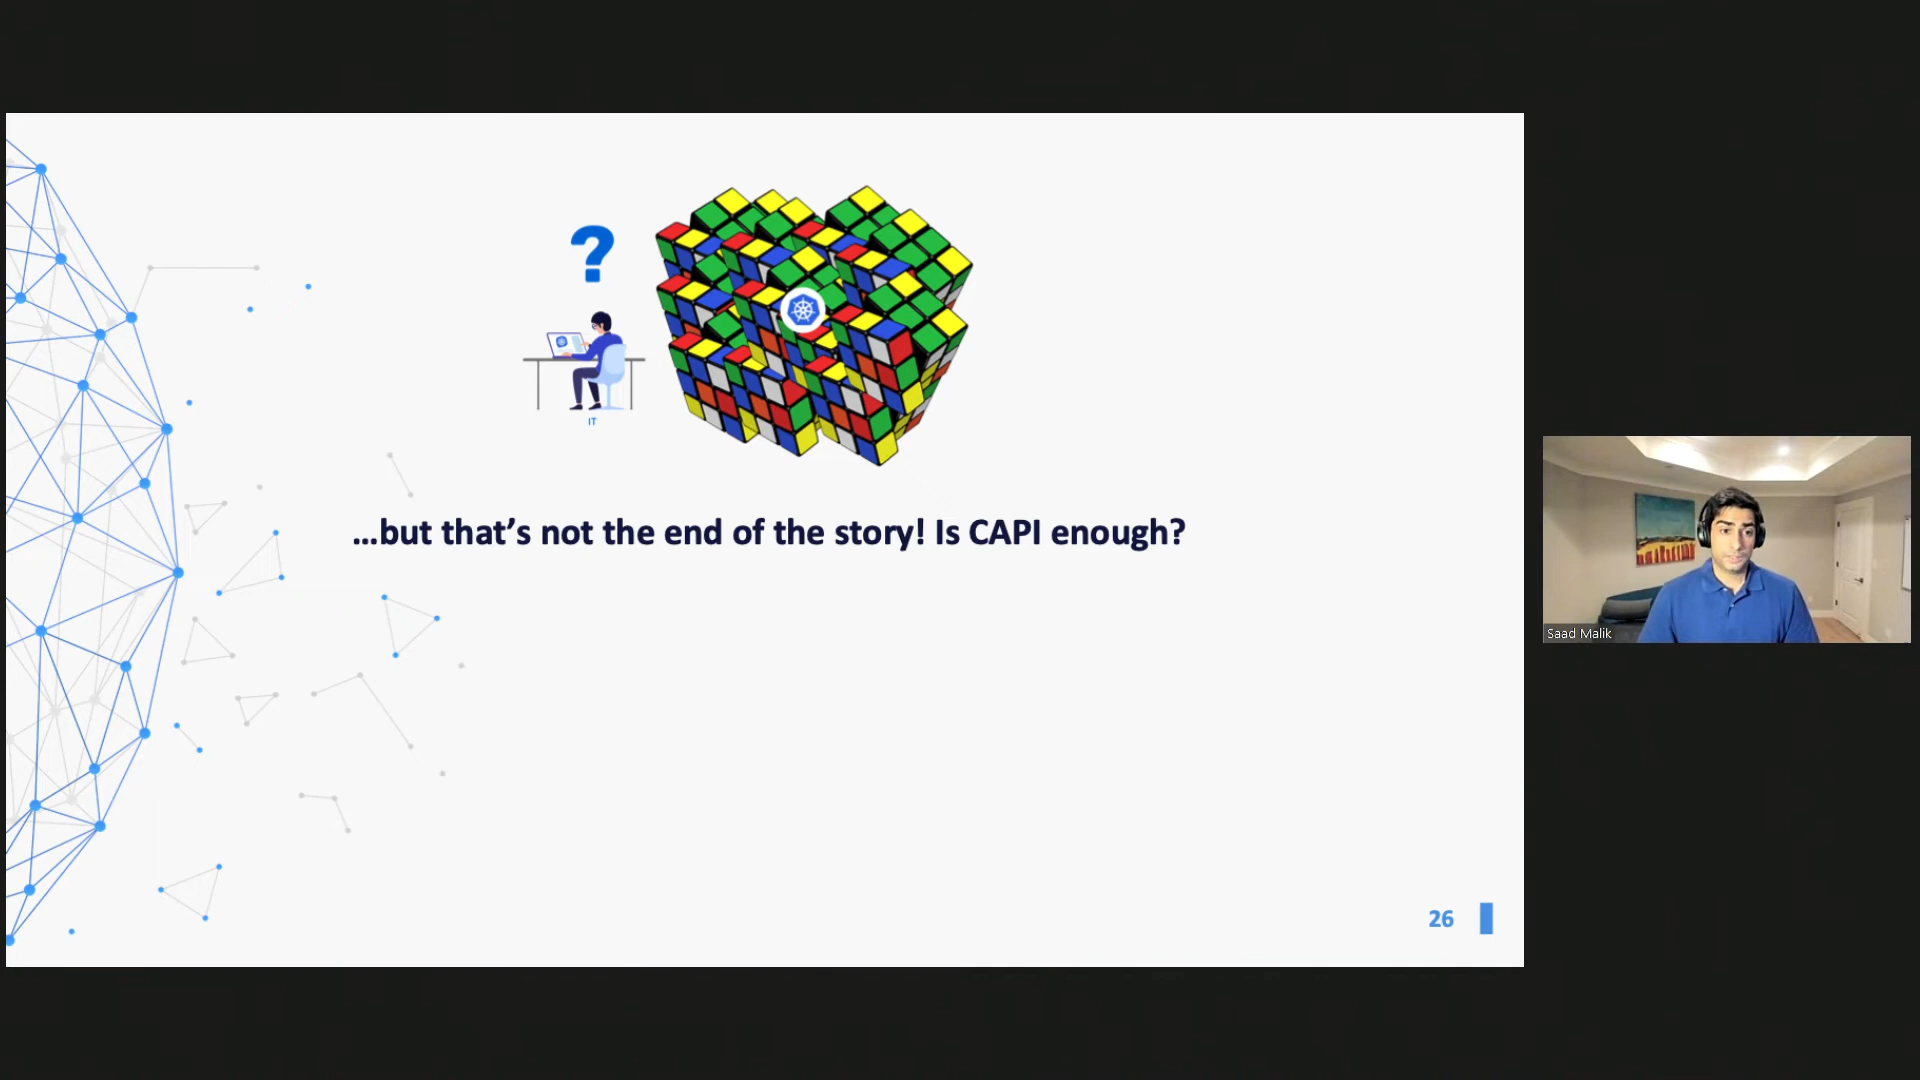 ?
IT
…but that’s not the end of the story! Is CAPI enough?
26
Saad Malik